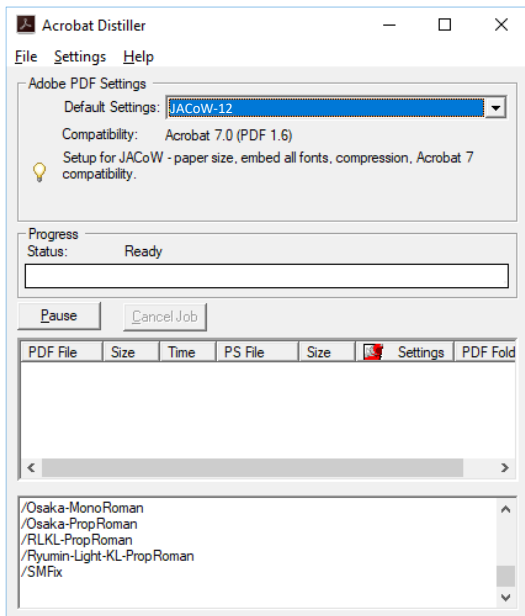 Acrobat Distiller
File Settings Help
Adobe PDF Settings
Default Settings: JACoW-12
Compatibility: Acrobat 7.0 (PDF 1.6)
Setup for JACoW - paper size, embed all fonts, compression, Acrobat 7
compatibility.
Progress
Status: Ready
Pause Cancel Job
PDF File Size Time PS File Size Settings PDF Fold
/Osaka-MonoRoman
/Osaka-PropRoman
/RLKL-PropRoman
/Ryumin-Light-KL-PropRoman
/SMFix